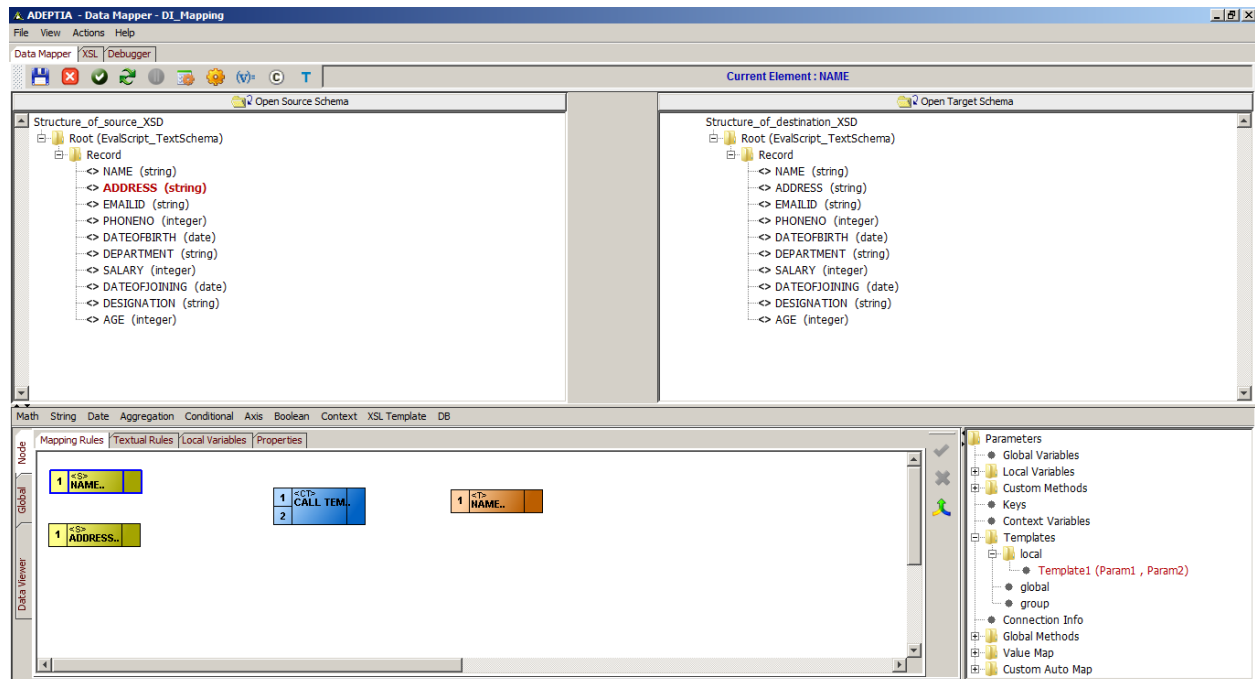 ADEPTIA - Data Mapper - DI_Mapping
File View Actions Help
Data Mapper XSL Debugger
(v)= © T Current Element : NAME
Open Source Schema
Open Target Schema
Structure_of_source_XSD
Root (EvalScript_TextSchema)
Record
<> NAME (string)
<> ADDRESS (string)
<> EMAILID (string)
<> PHONENO (integer)
<> DATEOFBIRTH (date)
<> DEPARTMENT (string)
<> SALARY (integer)
<> DATEOFJOINING (date)
<> DESIGNATION (string)
<> AGE (integer)
Structure_of_destination_XSD
Root (EvalScript_TextSchema)
Record
<> NAME (string)
<> ADDRESS (string)
<> EMAILID (string)
<> PHONENO (integer)
<> DATEOFBIRTH (date)
<> DEPARTMENT (string)
<> SALARY (integer)
<> DATEOFJOINING (date)
<> DESIGNATION (string)
<> AGE (integer)
Math String Date Aggregation Conditional Axis Boolean Context XSL Template DB
Node
Global
Data Viewer
Mapping Rules Textual Rules Local Variables Properties
<S>
1 NAME..
<S>
1 ADDRESS..
<CT>
1 CALL TEM..
2
<T>
1 NAME..
Parameters
Global Variables
Local Variables
Custom Methods
Keys
Context Variables
Templates
local
Template1 (Param1 , Param2)
global
group
Connection Info
Global Methods
Value Map
Custom Auto Map